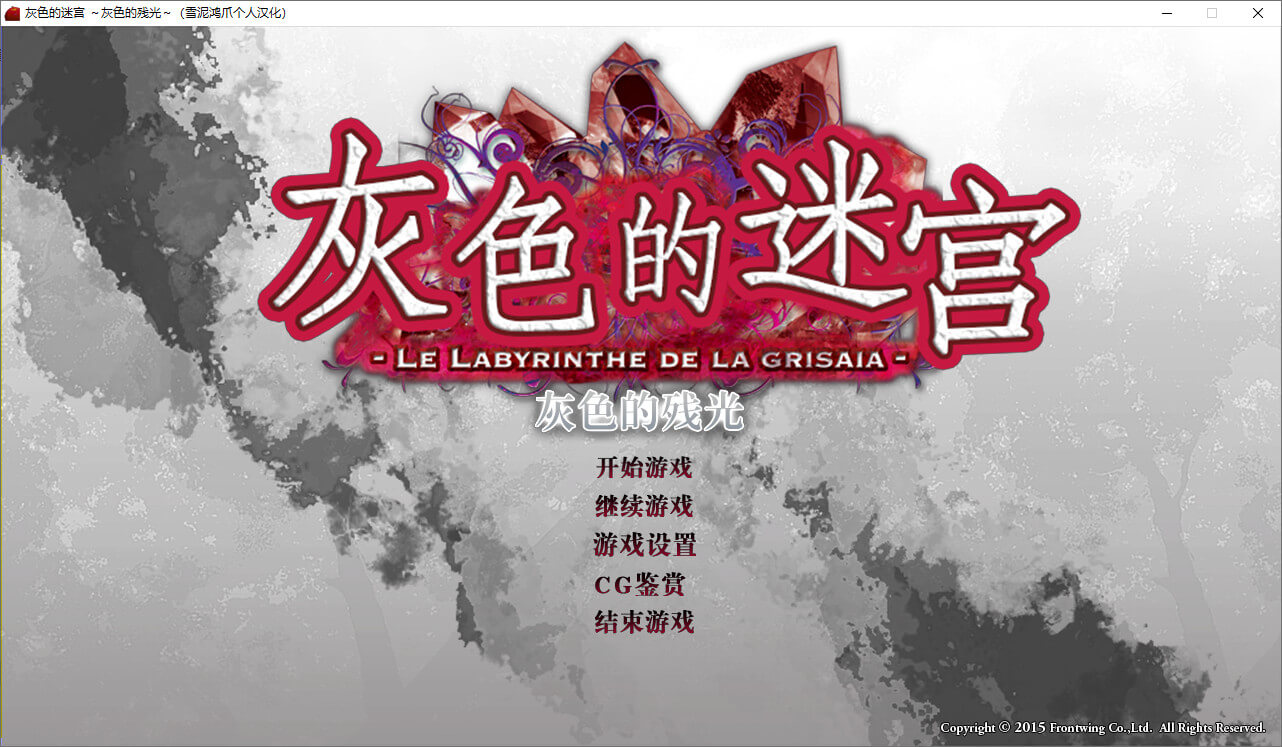 灰色的迷宫 ~灰色的残光~ (雪泥鸿爪个人汉化)
灰色的迷宫
- LE LABYRINTHE DE LA GRISAIA -
灰色的残光
开始游戏
继续游戏
游戏设置
CG鉴赏
结束游戏
Copyright © 2015 Frontwing Co.,Ltd. All Rights Reserved.